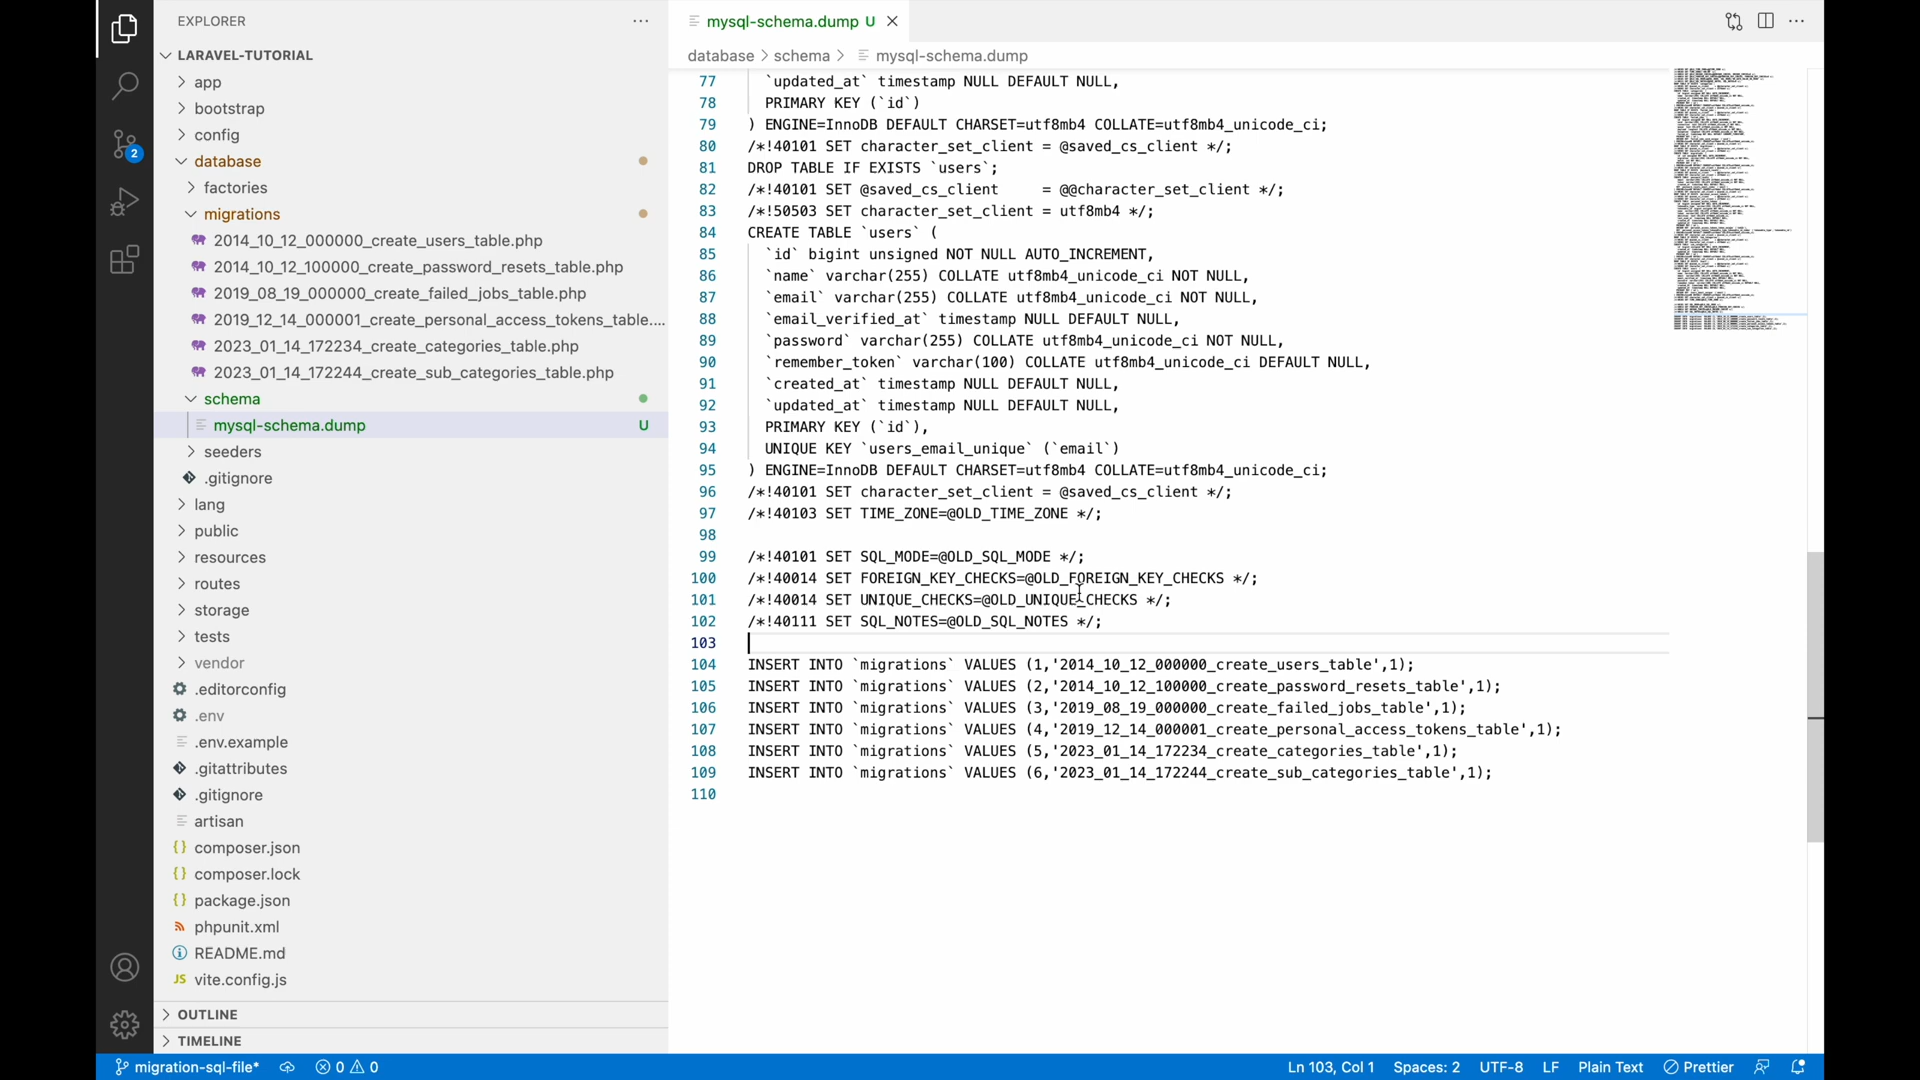 EXPLORER
LARAVEL-TUTORIAL
app
bootstrap
config
database
factories
migrations
2014_10_12_000000_create_users_table.php
2014_10_12_100000_create_password_resets_table.php
2019_08_19_000000_create_failed_jobs_table.php
2019_12_14_000001_create_personal_access_tokens_table....
2023_01_14_172234_create_categories_table.php
2023_01_14_172244_create_sub_categories_table.php
schema
mysql-schema.dump U
seeders
.gitignore
lang
public
resources
routes
storage
tests
vendor
.editorconfig
.env
.env.example
.gitattributes
.gitignore
artisan
composer.json
composer.lock
package.json
phpunit.xml
README.md
JS vite.config.js
OUTLINE
TIMELINE
2
mysql-schema.dump U
database > schema > mysql-schema.dump
77 `updated_at` timestamp NULL DEFAULT NULL,
78 PRIMARY KEY (`id`)
79 ) ENGINE=InnoDB DEFAULT CHARSET=utf8mb4 COLLATE=utf8mb4_unicode_ci;
80 /*!40101 SET character_set_client = @saved_cs_client */;
81 DROP TABLE IF EXISTS `users`;
82 /*!40101 SET @saved_cs_client     = @@character_set_client */;
83 /*!50503 SET character_set_client = utf8mb4 */;
84 CREATE TABLE `users` (
85 `id` bigint unsigned NOT NULL AUTO_INCREMENT,
86 `name` varchar(255) COLLATE utf8mb4_unicode_ci NOT NULL,
87 `email` varchar(255) COLLATE utf8mb4_unicode_ci NOT NULL,
88 `email_verified_at` timestamp NULL DEFAULT NULL,
89 `password` varchar(255) COLLATE utf8mb4_unicode_ci NOT NULL,
90 `remember_token` varchar(100) COLLATE utf8mb4_unicode_ci DEFAULT NULL,
91 `created_at` timestamp NULL DEFAULT NULL,
92 `updated_at` timestamp NULL DEFAULT NULL,
93 PRIMARY KEY (`id`),
94 UNIQUE KEY `users_email_unique` (`email`)
95 ) ENGINE=InnoDB DEFAULT CHARSET=utf8mb4 COLLATE=utf8mb4_unicode_ci;
96 /*!40101 SET character_set_client = @saved_cs_client */;
97 /*!40103 SET TIME_ZONE=@OLD_TIME_ZONE */;
98
99 /*!40101 SET SQL_MODE=@OLD_SQL_MODE */;
100 /*!40014 SET FOREIGN_KEY_CHECKS=@OLD_FOREIGN_KEY_CHECKS */;
101 /*!40014 SET UNIQUE_CHECKS=@OLD_UNIQUE_CHECKS */;
102 /*!40111 SET SQL_NOTES=@OLD_SQL_NOTES */;
103
104 INSERT INTO `migrations` VALUES (1,'2014_10_12_000000_create_users_table',1);
105 INSERT INTO `migrations` VALUES (2,'2014_10_12_100000_create_password_resets_table',1);
106 INSERT INTO `migrations` VALUES (3,'2019_08_19_000000_create_failed_jobs_table',1);
107 INSERT INTO `migrations` VALUES (4,'2019_12_14_000001_create_personal_access_tokens_table',1);
108 INSERT INTO `migrations` VALUES (5,'2023_01_14_172234_create_categories_table',1);
109 INSERT INTO `migrations` VALUES (6,'2023_01_14_172244_create_sub_categories_table',1);
110
migration-sql-file* 0 0 Ln 103, Col 1 Spaces: 2 UTF-8 LF Plain Text Prettier